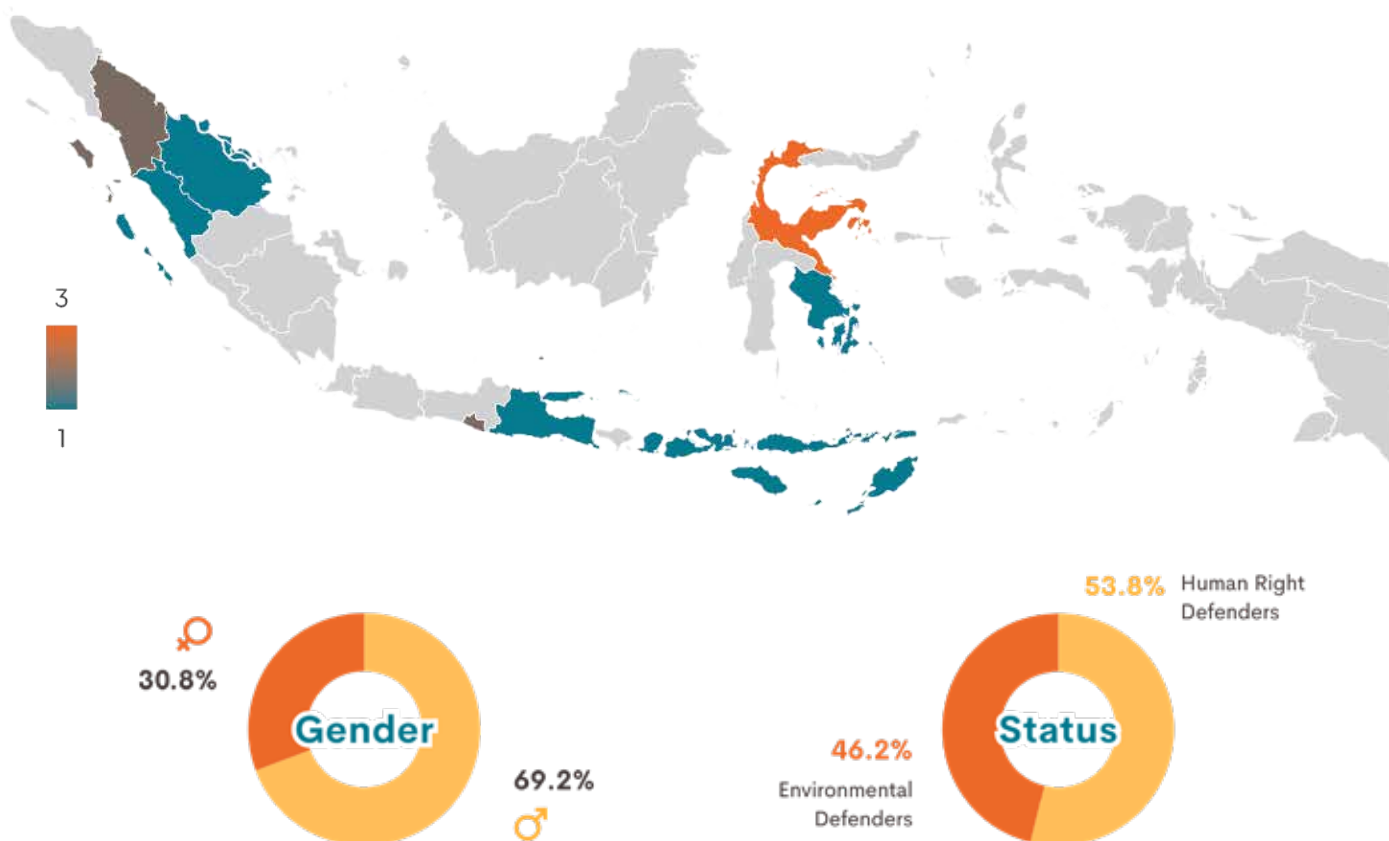 3
1
53.8% Human Right
Defenders
30.8%
Gender
Status
46.2%
69.2%
Environmental
Defenders